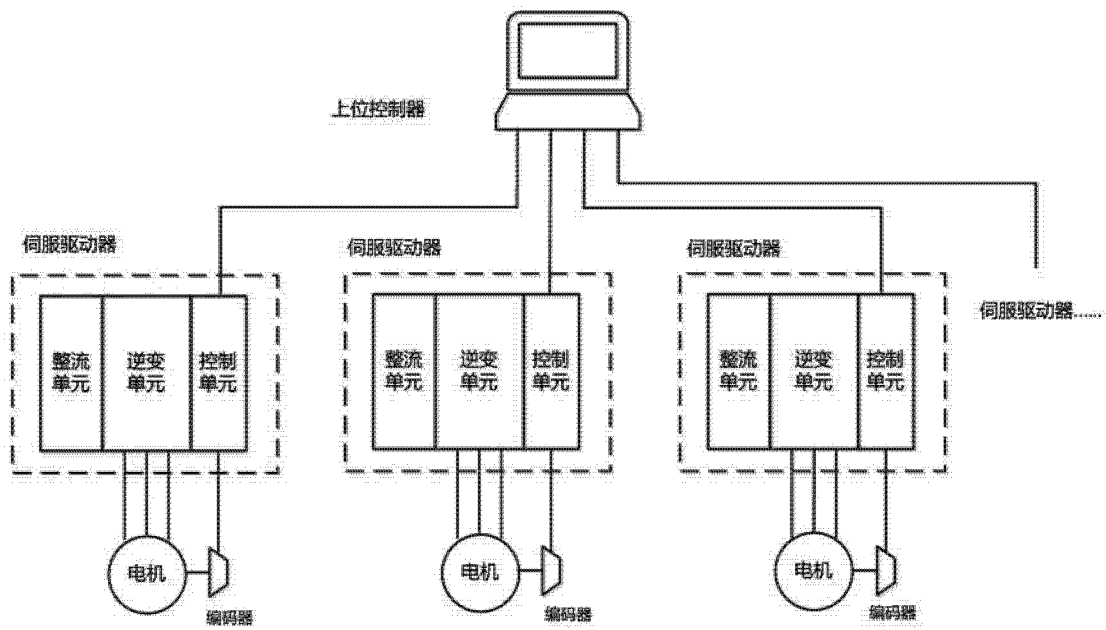 上位控制器
伺服驱动器
伺服驱动器
伺服驱动器
伺服驱动器......
整流
单元
逆变
单元
控制
单元
整流
单元
逆变
单元
控制
单元
整流
单元
逆变
单元
控制
单元
电机
编码器
电机
编码器
电机
编码器